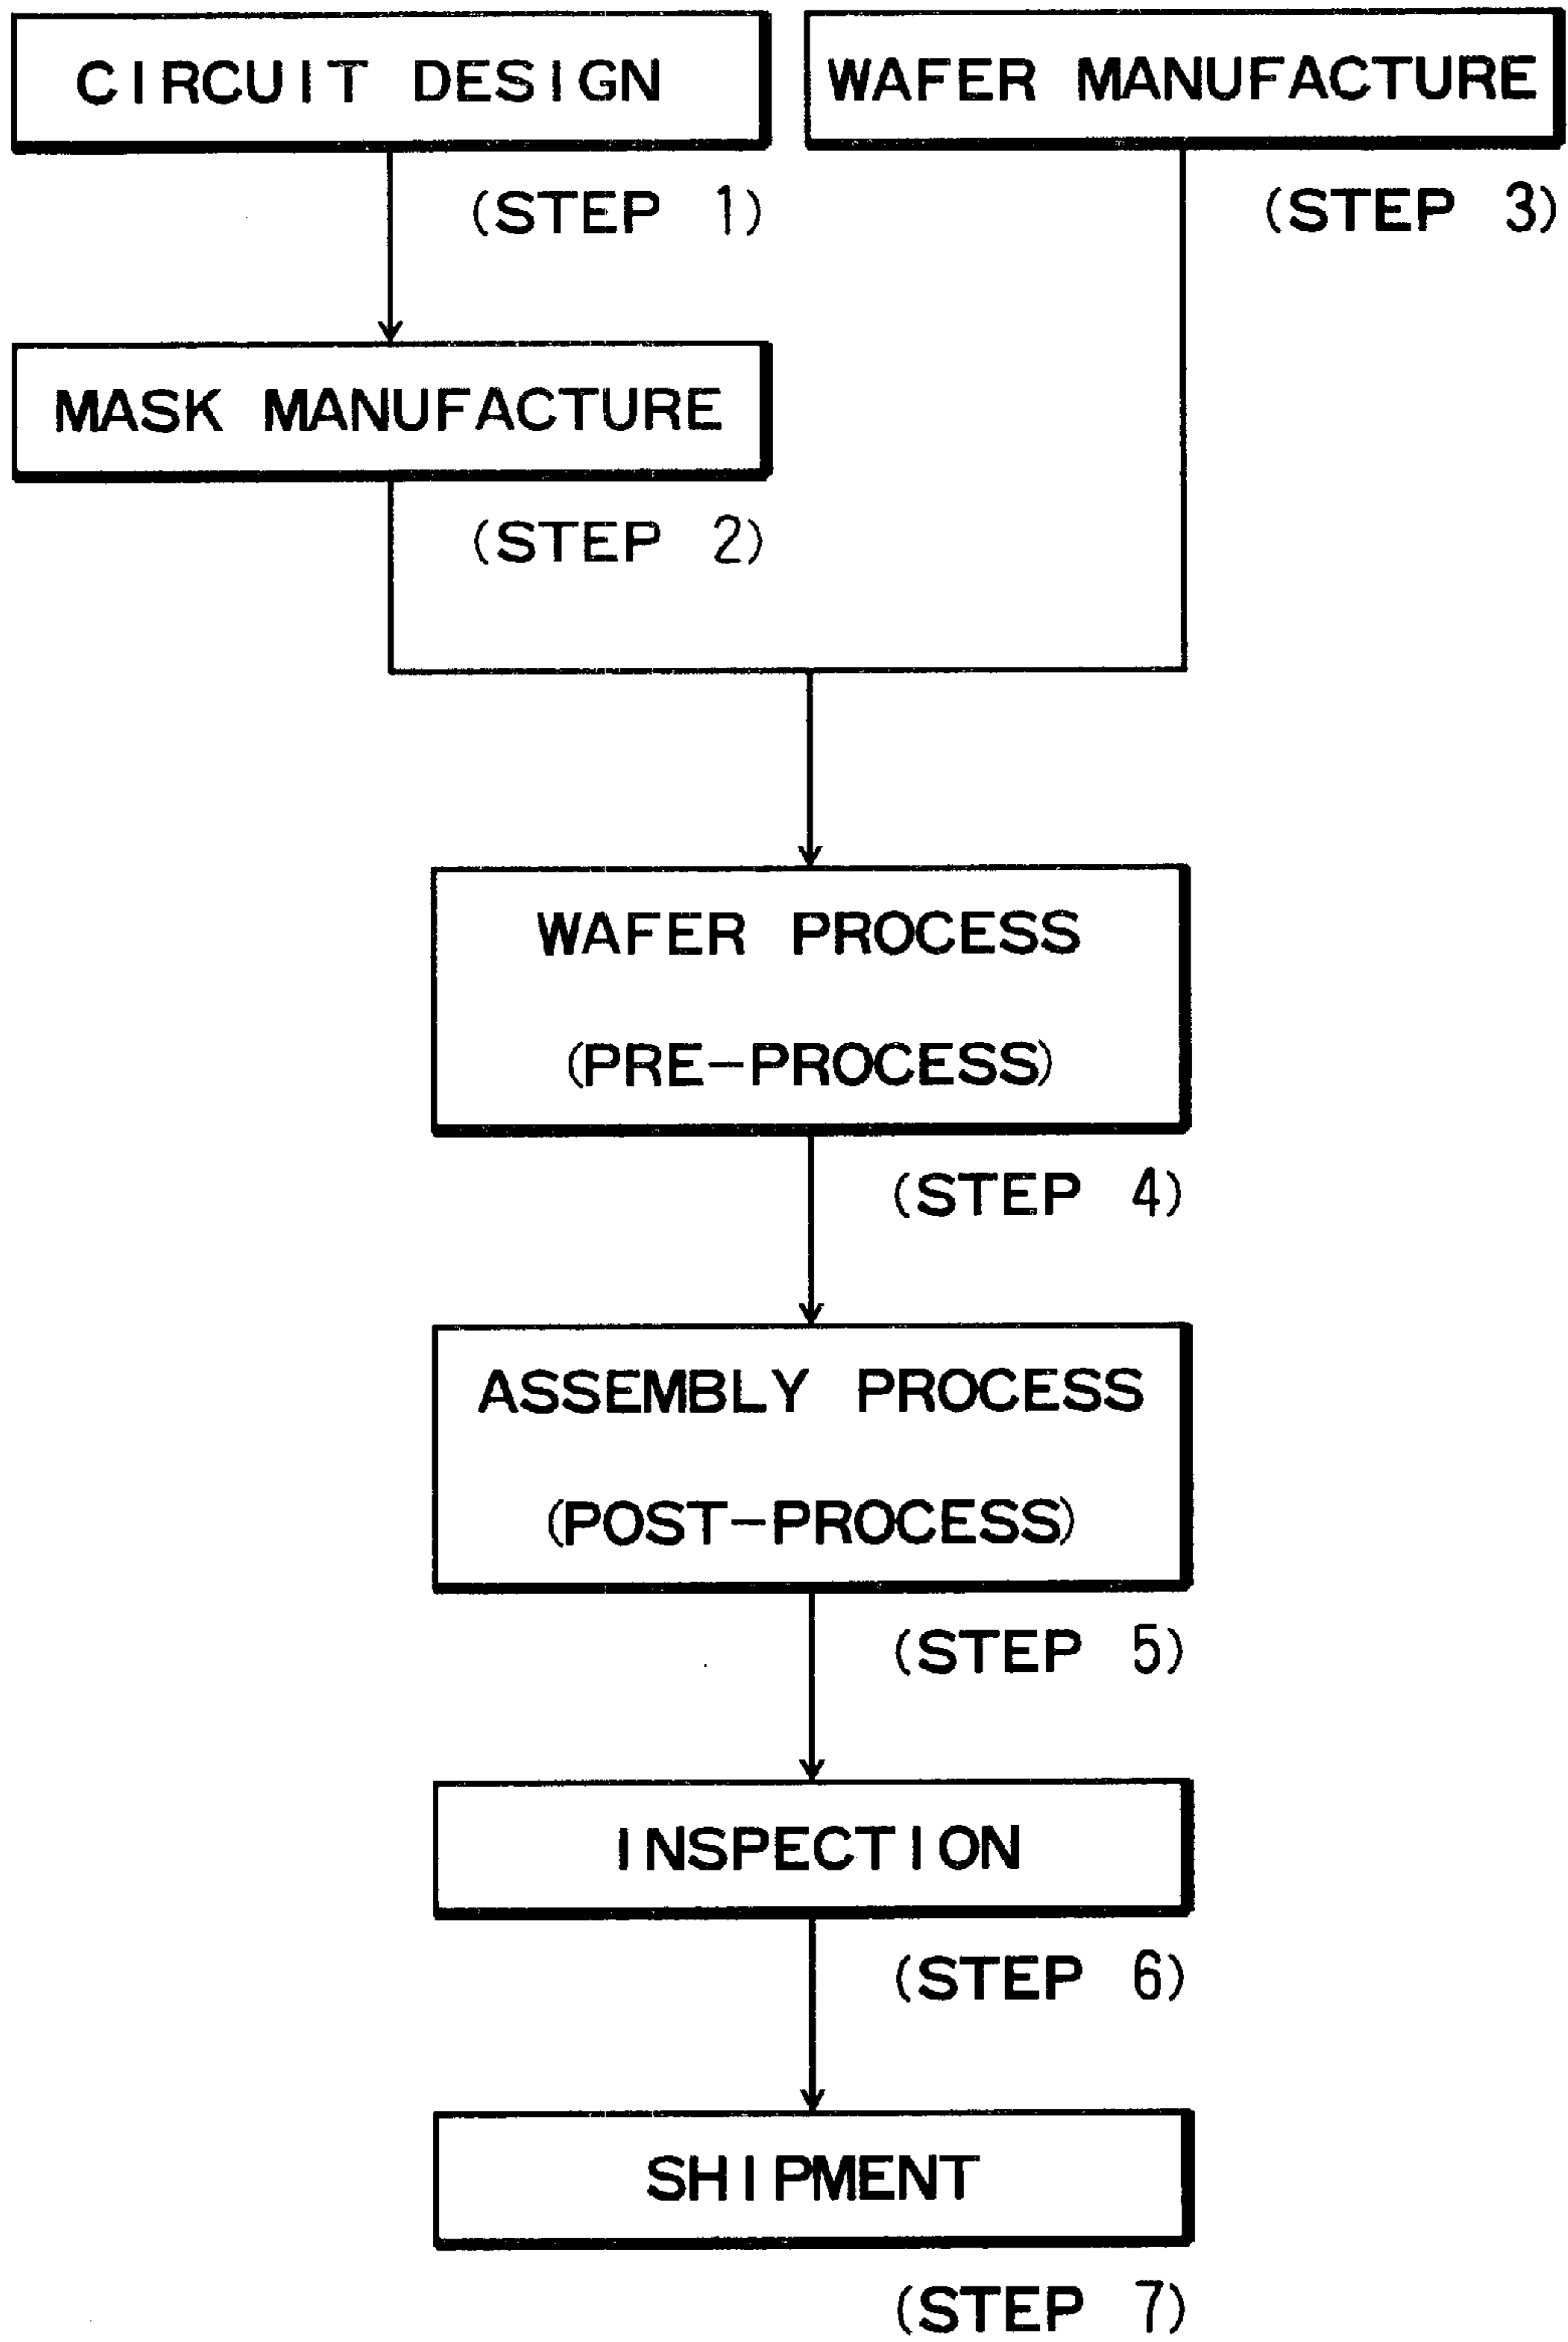 CIRCUIT DESIGN
(STEP 1)
WAFER MANUFACTURE
(STEP 3)
MASK MANUFACTURE
(STEP 2)
WAFER PROCESS
(PRE-PROCESS)
(STEP 4)
ASSEMBLY PROCESS
(POST-PROCESS)
(STEP 5)
INSPECTION
(STEP 6)
SHIPMENT
(STEP 7)